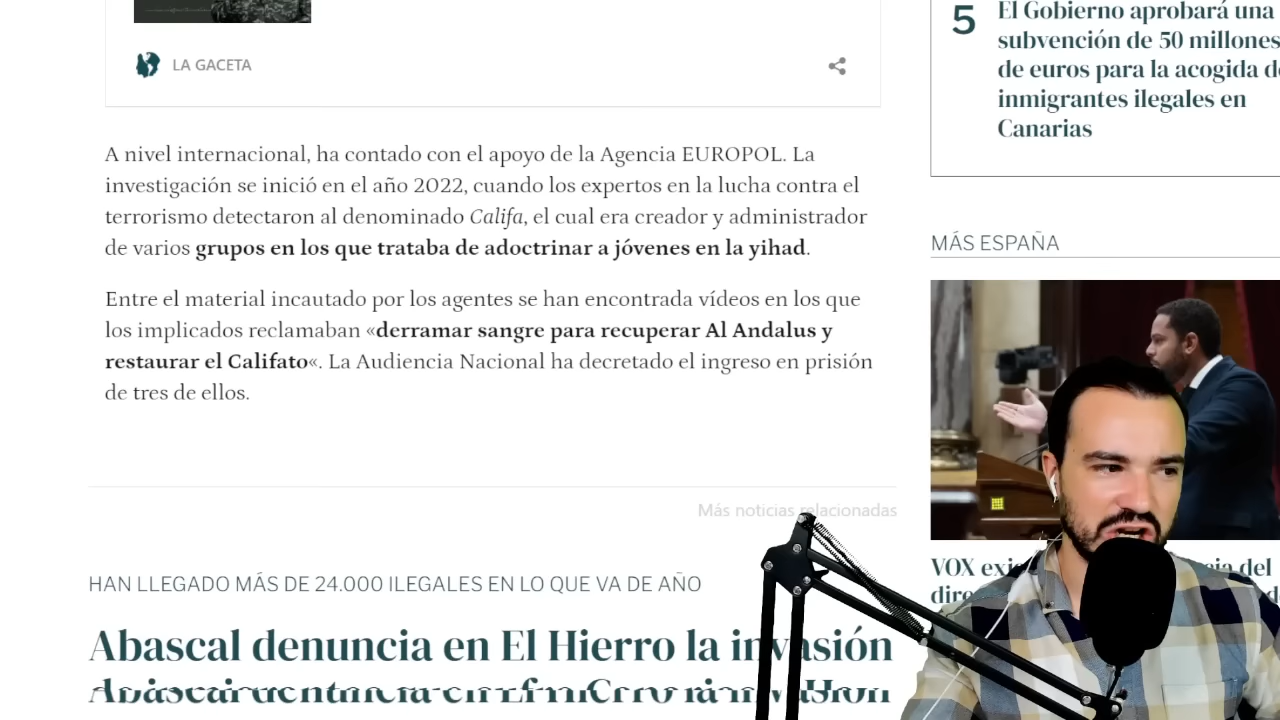 LA GACETA
A nivel internacional, ha contado con el apoyo de la Agencia EUROPOL. La
investigación se inició en el año 2022, cuando los expertos en la lucha contra el
terrorismo detectaron al denominado Califa, el cual era creador y administrador
de varios grupos en los que trataba de adoctrinar a jóvenes en la yihad.
Entre el material incautado por los agentes se han encontrada vídeos en los que
los implicados reclamaban «derramar sangre para recuperar Al Andalus y
restaurar el Califato«. La Audiencia Nacional ha decretado el ingreso en prisión
de tres de ellos.
Más noticias relacionadas
HAN LLEGADO MÁS DE 24.000 ILEGALES EN LO QUE VA DE AÑO
Abascal denuncia en El Hierro la invasión
5
El Gobierno aprobará una
subvención de 50 millones
de euros para la acogida
inmigrantes ilegales en
Canarias
MÁS ESPAÑA
VOX del